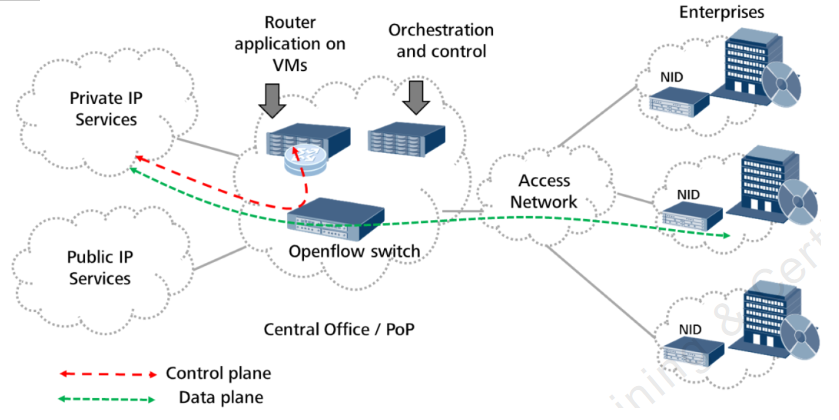 Router
application on
VMs
Orchestration
and control
Enterprises
Private IP
Services
NID
Access
Network
NID
Openflow switch
Public IP
Services
Central Office / PoP
NID
Control plane
Data plane